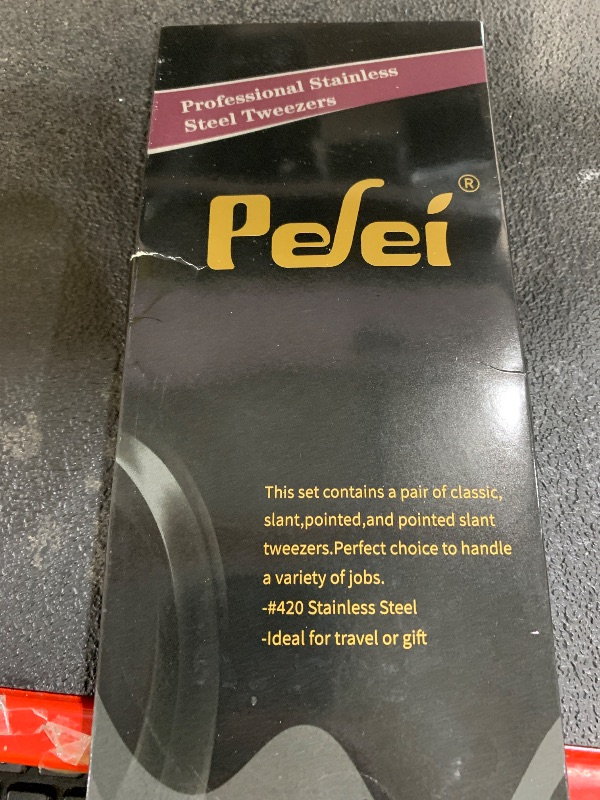 Professional Stainless
Steel Tweezers
Pesei®
This set contains a pair of classic,
slant,pointed,and pointed slant
tweezers.Perfect choice to handle
a variety of jobs.
-#420 Stainless Steel
-Ideal for travel or gift